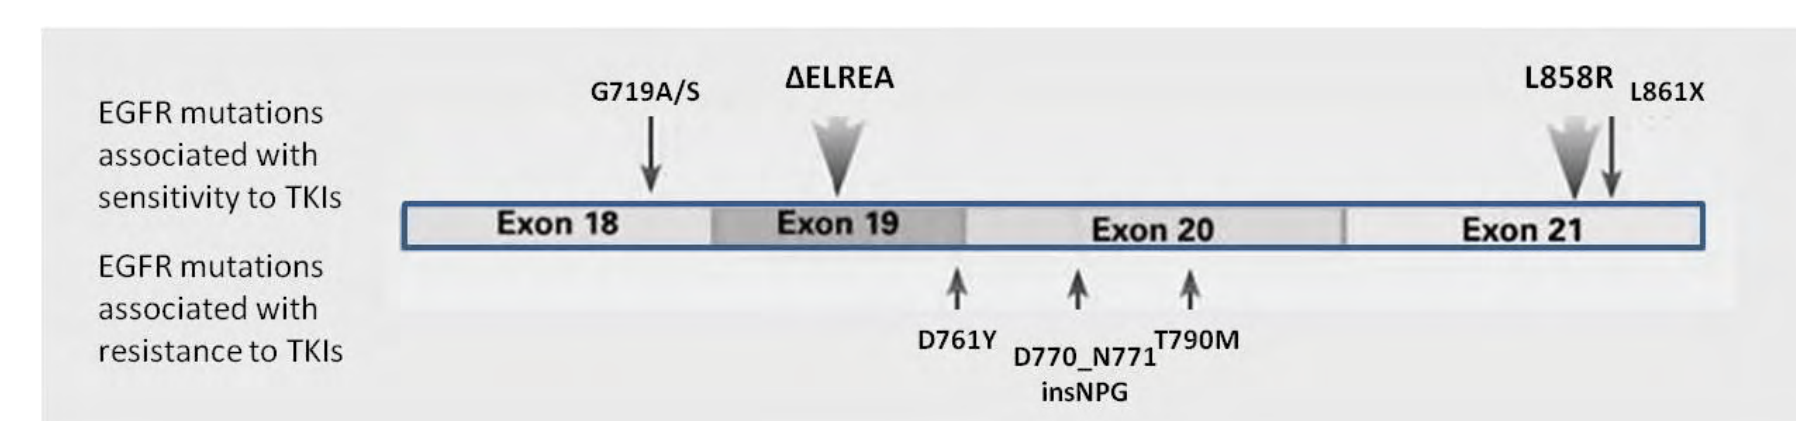 G719A/S
ΔELREA
L858R
L861X
EGFR mutations
associated with
sensitivity to TKIs
Exon 18
Exon 19
Exon 20
Exon 21
EGFR mutations
associated with
resistance to TKIs
D761Y
D770_N771
insNPG
T790M